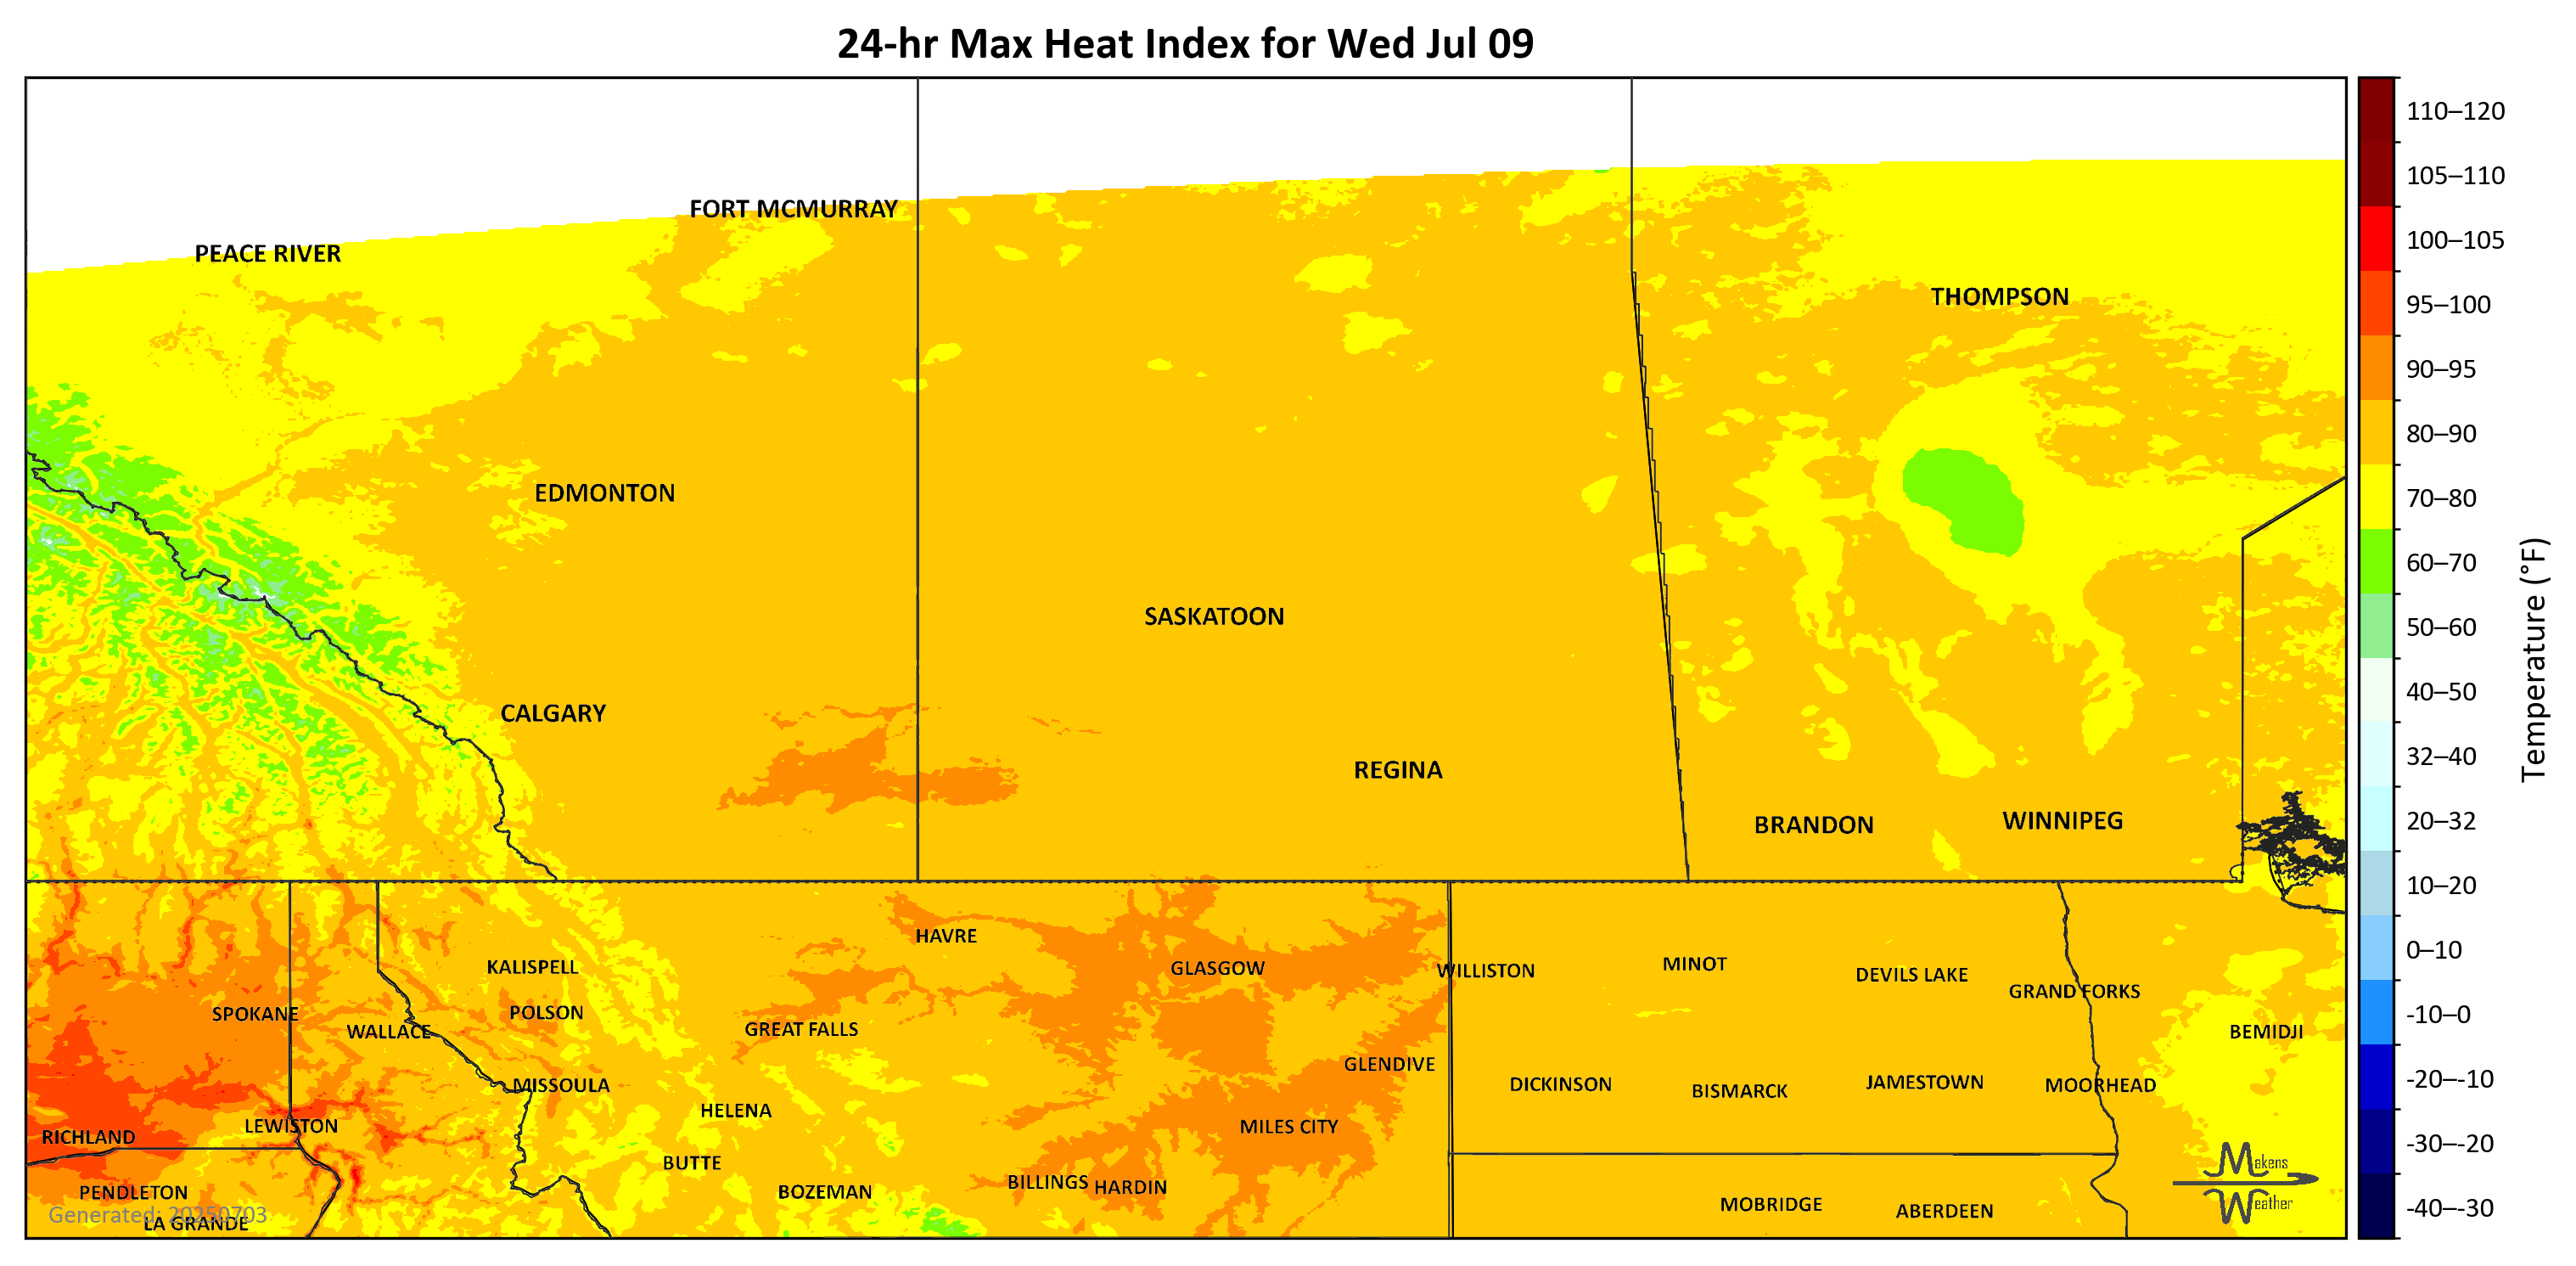 24-hr Max Heat Index for Wed Jul 09
FORT MCMURRAY
PEACE RIVER
THOMPSON
EDMONTON
SASKATOON
CALGARY
REGINA
BRANDON
WINNIPEG
HAVRE
KALISPELL
GLASGOW
WILLISTON
MINOT
DEVILS LAKE
GRAND FORKS
SPOKANE
POLSON
WALLACE
GREAT FALLS
BEMIDJI
GLENDIVE
MISSOULA
DICKINSON
BISMARCK
JAMESTOWN
MOORHEAD
HELENA
LEWISTON
MILES CITY
RICHLAND
BUTTE
BILLINGS
HARDIN
PENDLETON
BOZEMAN
MOBRIDGE
ABERDEEN
Generated: 20250703
LA GRANDE
Makens
Weather
110–120
105–110
100–105
95–100
90–95
80–90
70–80
60–70
50–60
40–50
32–40
20–32
10–20
0–10
-10–0
-20–-10
-30–-20
-40–-30
Temperature (°F)